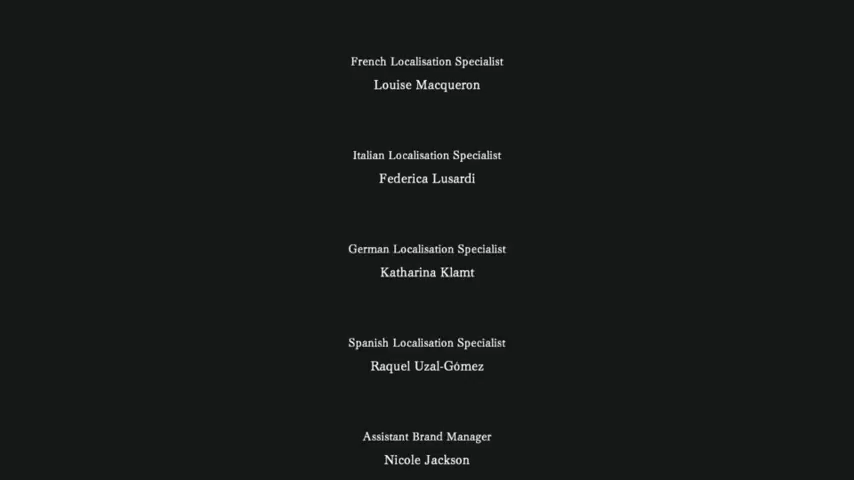 French Localisation Specialist
Louise Macqueron
Italian Localisation Specialist
Federica Lusardi
German Localisation Specialist
Katharina Klamt
Spanish Localisation Specialist
Raquel Uzal-Gómez
Assistant Brand Manager
Nicole Jackson